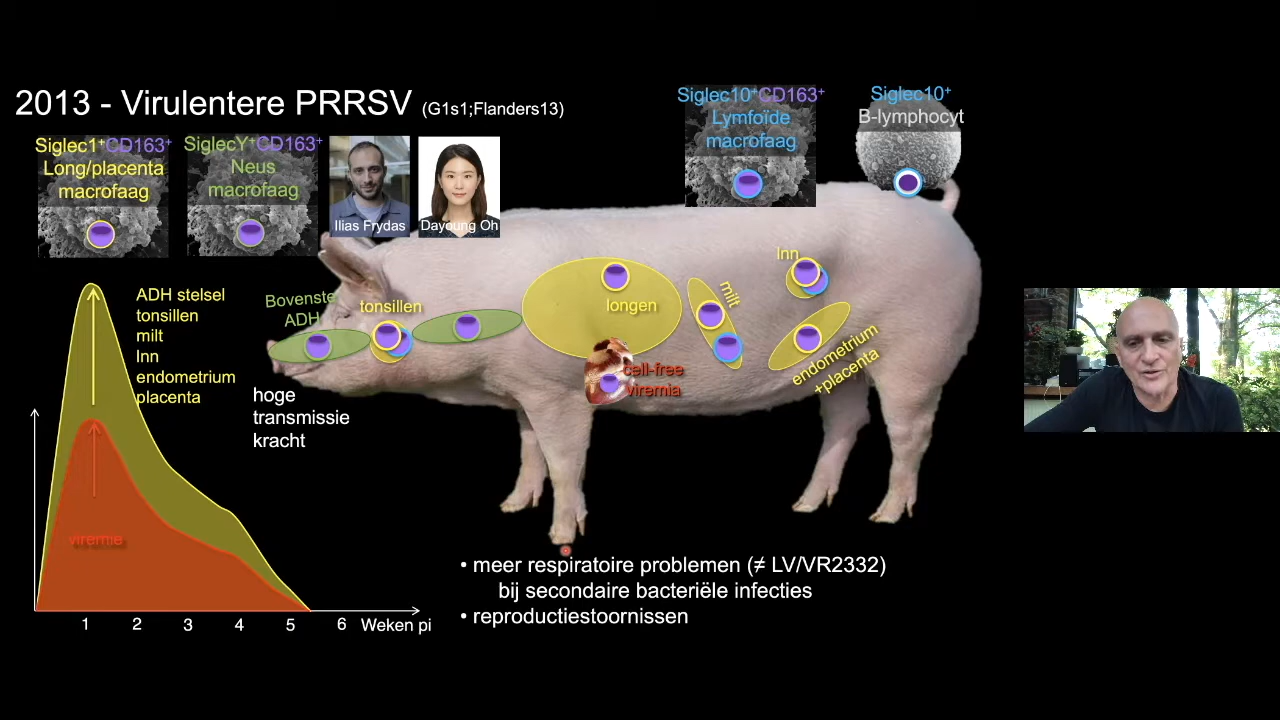 2013 - Virulentere PRRSV (G1s1;Flanders13)
Siglec1⁺CD163⁺
Long/placenta
macrofaag
SiglecY⁺CD163⁺
Neus
macrofaag
Ilias Frydas
Dayoung Oh
Siglec10⁺CD163⁺
Lymfoïde
macrofaag
Siglec10⁺
B-lymphocyt
ADH stelsel
tonsillen
milt
lnn
endometrium
placenta
Bovenste
ADH
tonsillen
longen
milt
lnn
endometrium
+placenta
cell-free
viremia
hoge
transmissie
kracht
viremie
1 2 3 4 5 6 Weken pi
• meer respiratoire problemen (≠ LV/VR2332)
bij secondaire bacteriële infecties
• reproductiestoornissen